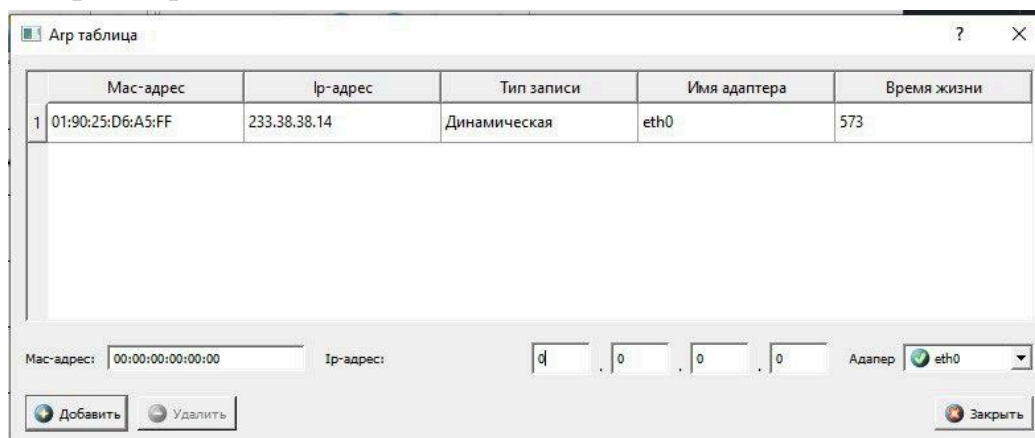 Arp таблица ?
Mac-адрес Ip-адрес Тип записи Имя адаптера Время жизни
1 01:90:25:D6:A5:FF 233.38.38.14 Динамическая eth0 573
Mac-адрес: 00:00:00:00:00:00 Ip-адрес: 0 . 0 . 0 . 0 Адапер eth0
Добавить Удалить Закрыть